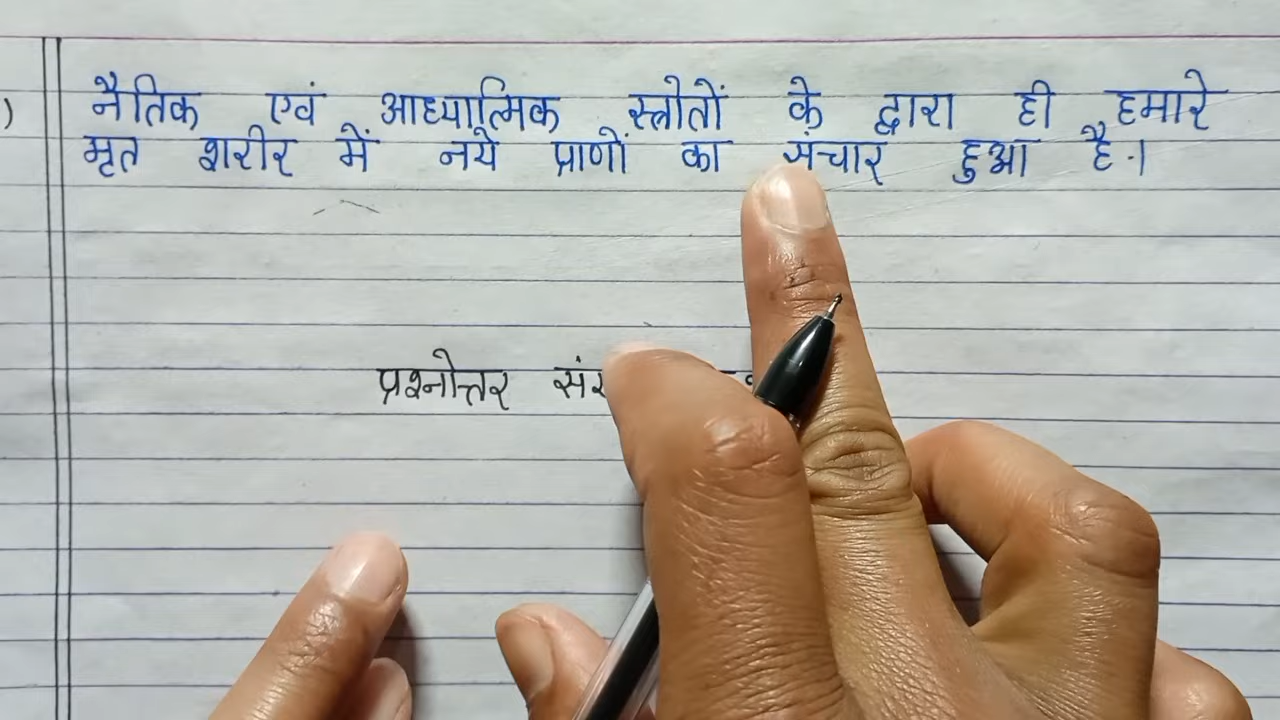 )
नैतिक एवं आध्यात्मिक स्त्रोतों के द्वारा ही हमारे
मृत शरीर में नये प्राणों का संचार हुआ है।
प्रश्नोत्तर